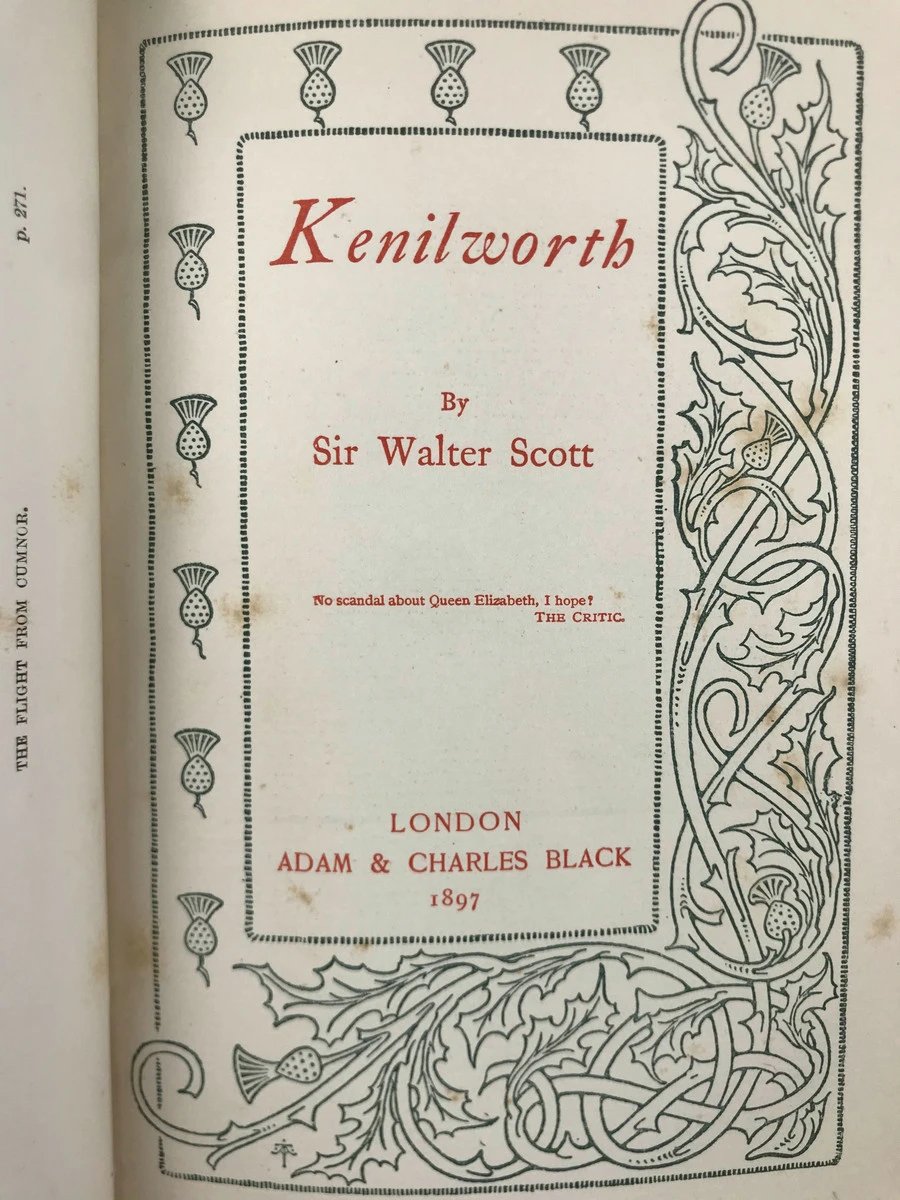 p. 271.
THE FLIGHT FROM CUMNOR.
Kenilworth
By
Sir Walter Scott
No scandal about Queen Elizabeth, I hope?
THE CRITIC.
LONDON
ADAM & CHARLES BLACK
1897